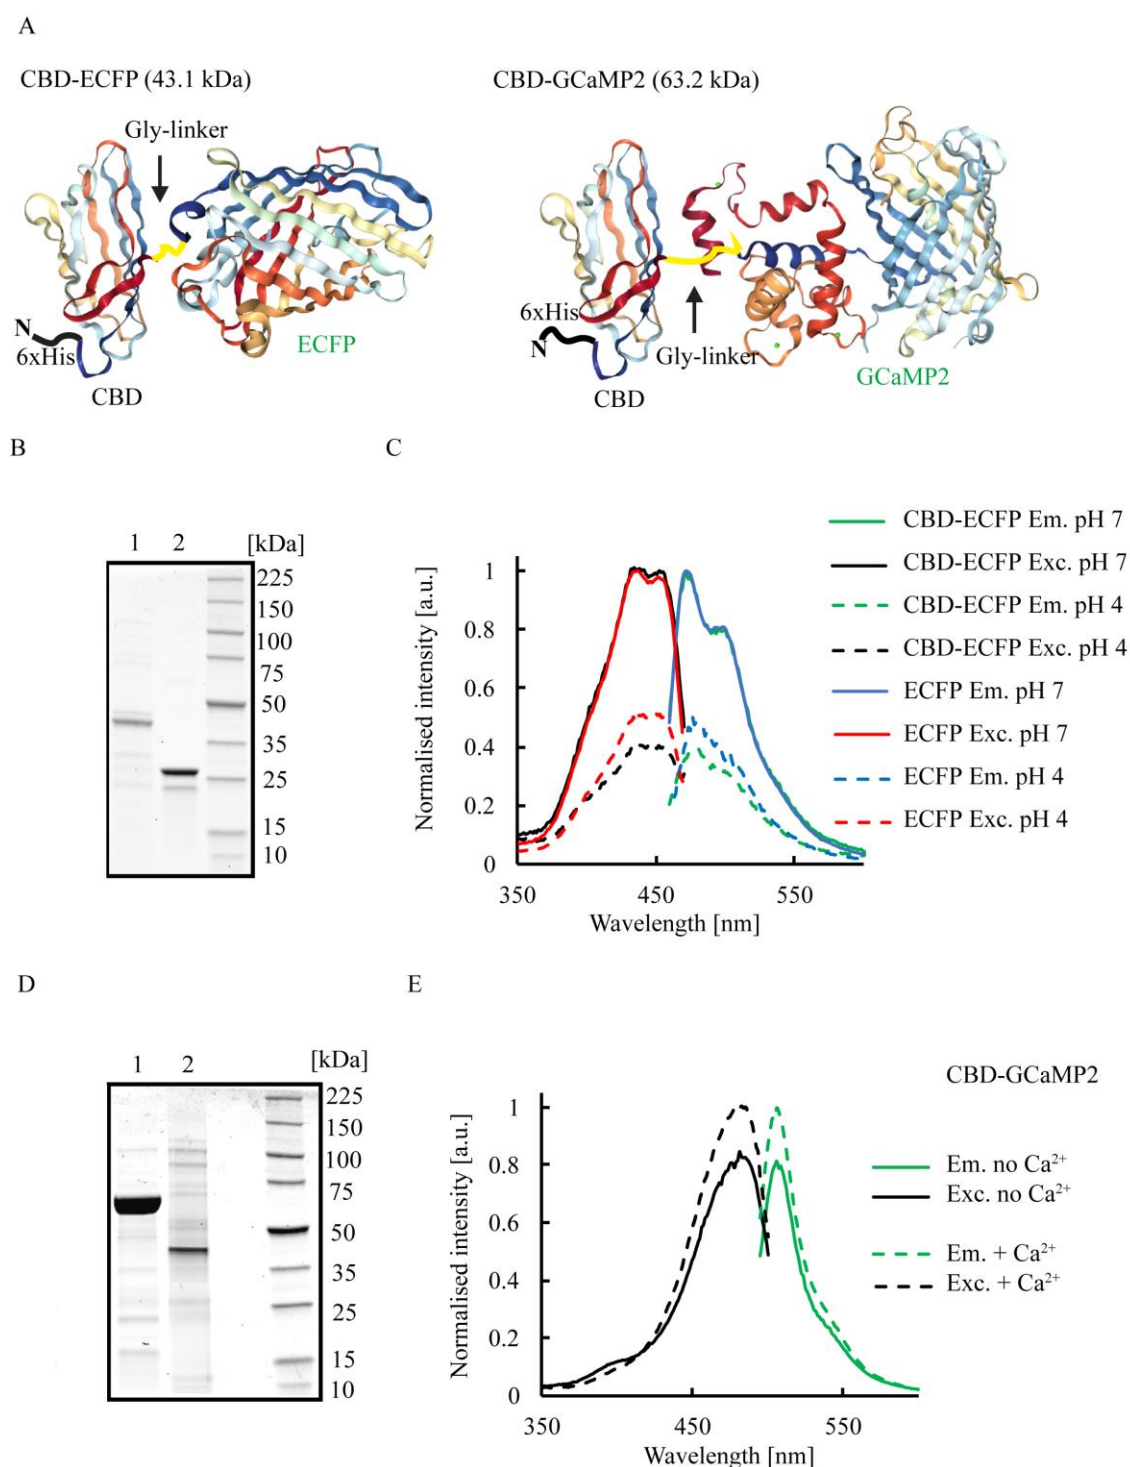 A
CBD-ECFP (43.1 kDa)
Gly-linker
N
6xHis
CBD
ECFP
CBD-GCaMP2 (63.2 kDa)
6xHis
N
Gly-linker
CBD
GCaMP2
B
1 2 [kDa]
225
150
100
75
50
35
25
15
10
C
Normalised intensity [a.u.]
1
0.8
0.6
0.4
0.2
0
350 450 550
Wavelength [nm]
CBD-ECFP Em. pH 7
CBD-ECFP Exc. pH 7
CBD-ECFP Em. pH 4
CBD-ECFP Exc. pH 4
ECFP Em. pH 7
ECFP Exc. pH 7
ECFP Em. pH 4
ECFP Exc. pH 4
D
1 2 [kDa]
225
150
100
75
50
35
25
15
10
E
CBD-GCaMP2
Normalised intensity [a.u.]
1
0.8
0.6
0.4
0.2
0
350 450 550
Wavelength [nm]
Em. no Ca²⁺
Exc. no Ca²⁺
Em. + Ca²⁺
Exc. + Ca²⁺